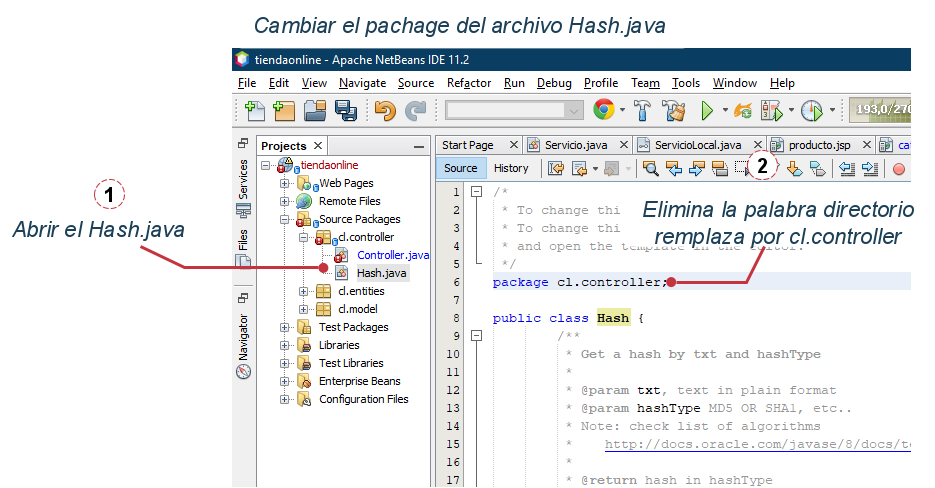 Cambiar el pachage del archivo Hash.java
tiendaonline - Apache NetBeans IDE 11.2
File Edit View Navigate Source Refactor Run Debug Profile Team Tools Window Help
193,0/270
Projects
Start Page Servicio.java ServicioLocal.java producto.jsp
Source History
Services
Files
Navigator
tiendaonline
Web Pages
Remote Files
Source Packages
cl.controller
Controller.java
Hash.java
cl.entities
cl.model
Test Packages
Libraries
Test Libraries
Enterprise Beans
Configuration Files
1
Abrir el Hash.java
2
Elimina la palabra directorio
remplaza por cl.controller
1 /*
2 * To change thi
3 * To change thi
4 * and open the template in the editor.
5 */
6 package cl.controller;
7
8 public class Hash {
9 /**
10 * Get a hash by txt and hashType
11 *
12 * @param txt, text in plain format
13 * @param hashType MD5 OR SHA1, etc..
14 * Note: check list of algorithms
15 * http://docs.oracle.com/javase/8/docs/te
16 *
17 * @return hash in hashType